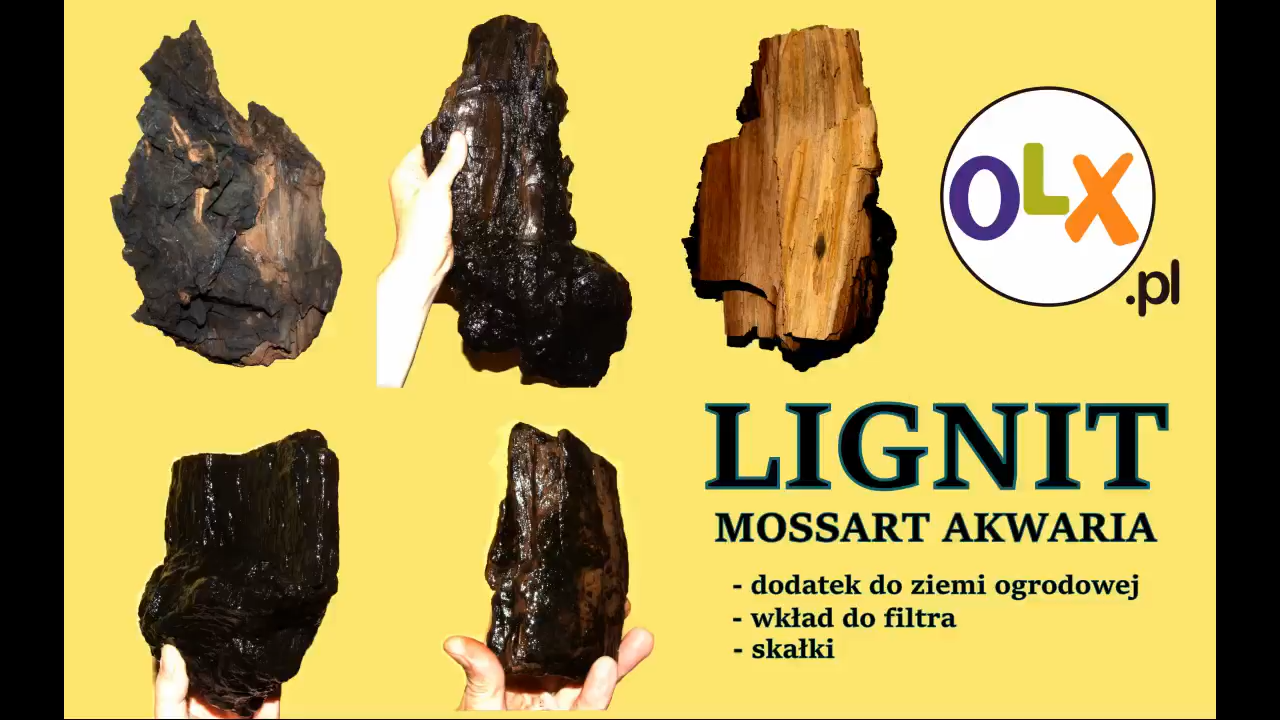 OLX
.pl
LIGNIT
MOSSART AKWARIA
- dodatek do ziemi ogrodowej
- wkład do filtra
- skałki